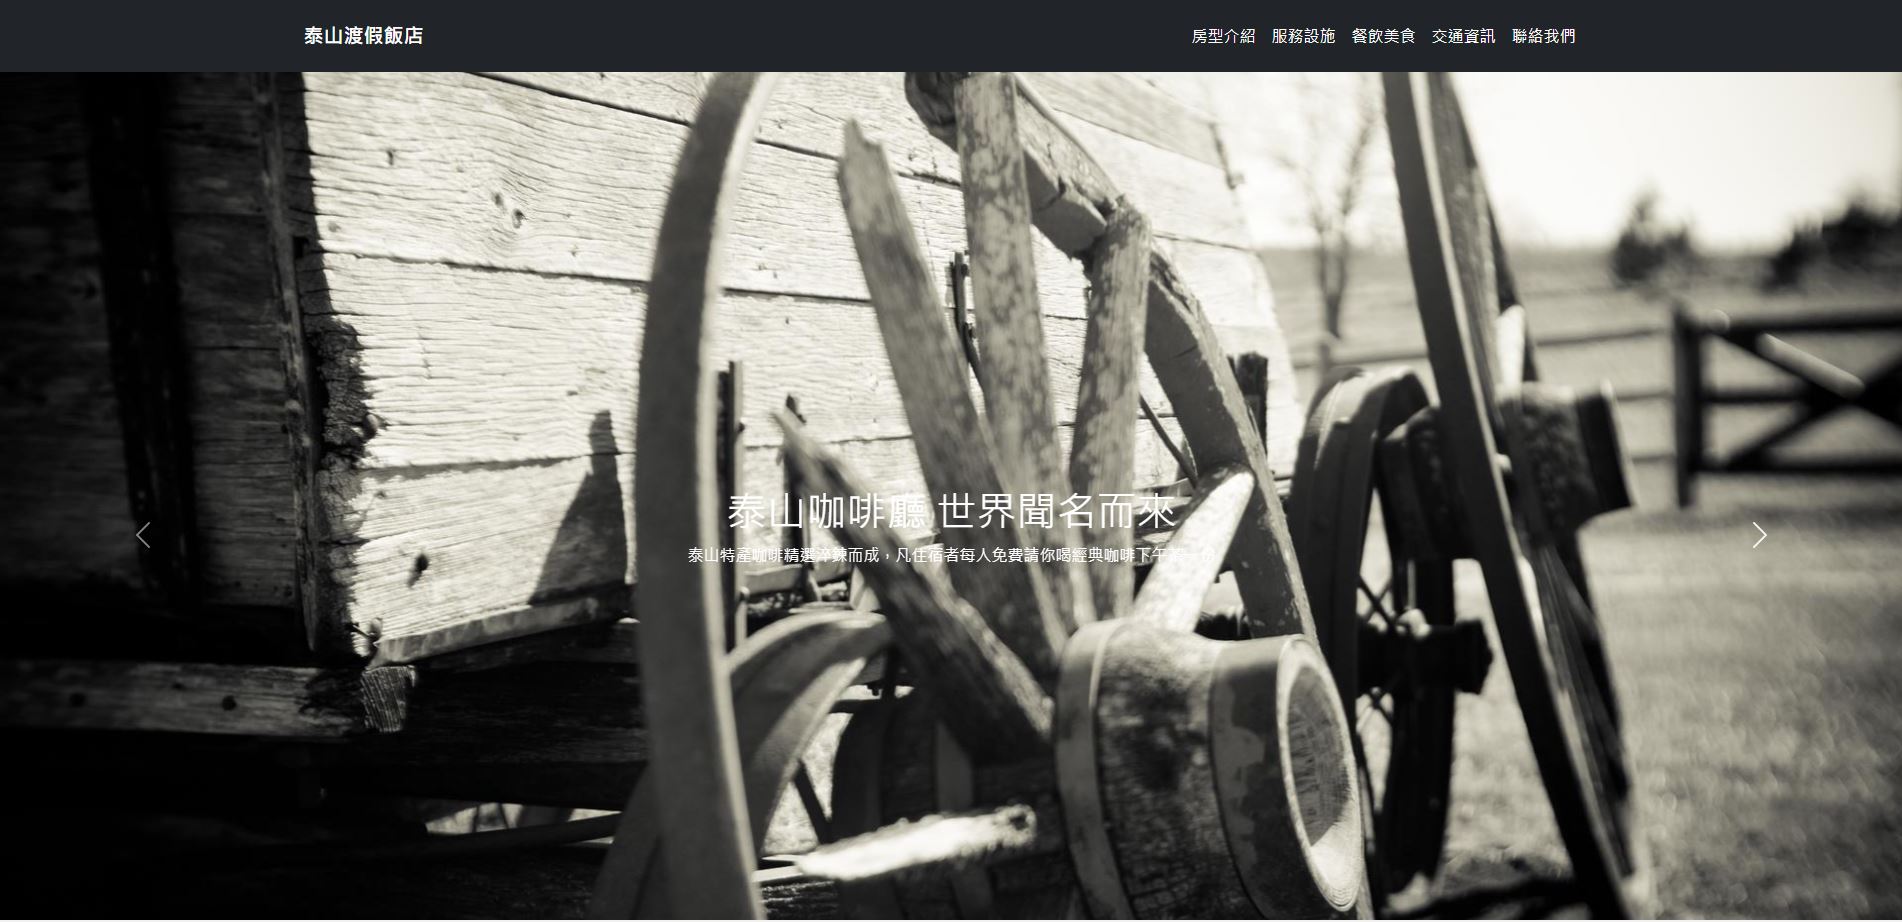 泰山渡假飯店
房型介紹 服務設施 餐飲美食 交通資訊 聯絡我們
泰山咖啡廳 世界聞名而來
泰山特產咖啡精選淬鍊而成，凡住宿者每人免費請你喝經典咖啡下午茶一份